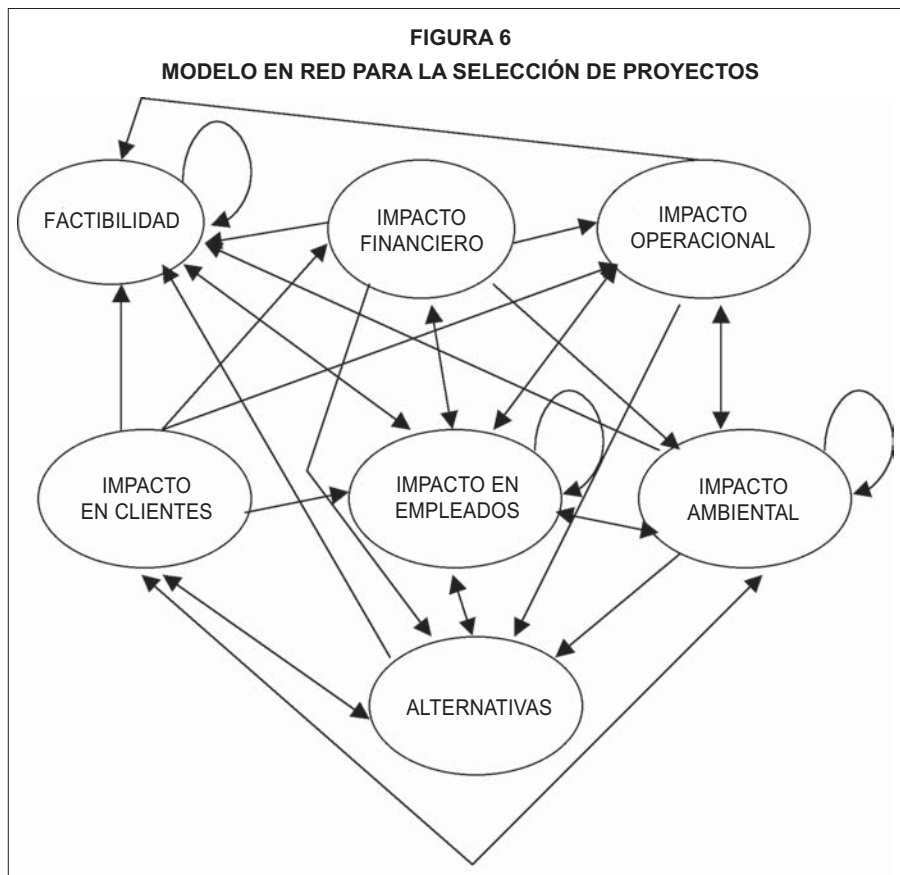 FIGURA 6
MODELO EN RED PARA LA SELECCIÓN DE PROYECTOS
FACTIBILIDAD
IMPACTO
FINANCIERO
IMPACTO
OPERACIONAL
IMPACTO
EN CLIENTES
IMPACTO EN
EMPLEADOS
IMPACTO
AMBIENTAL
ALTERNATIVAS